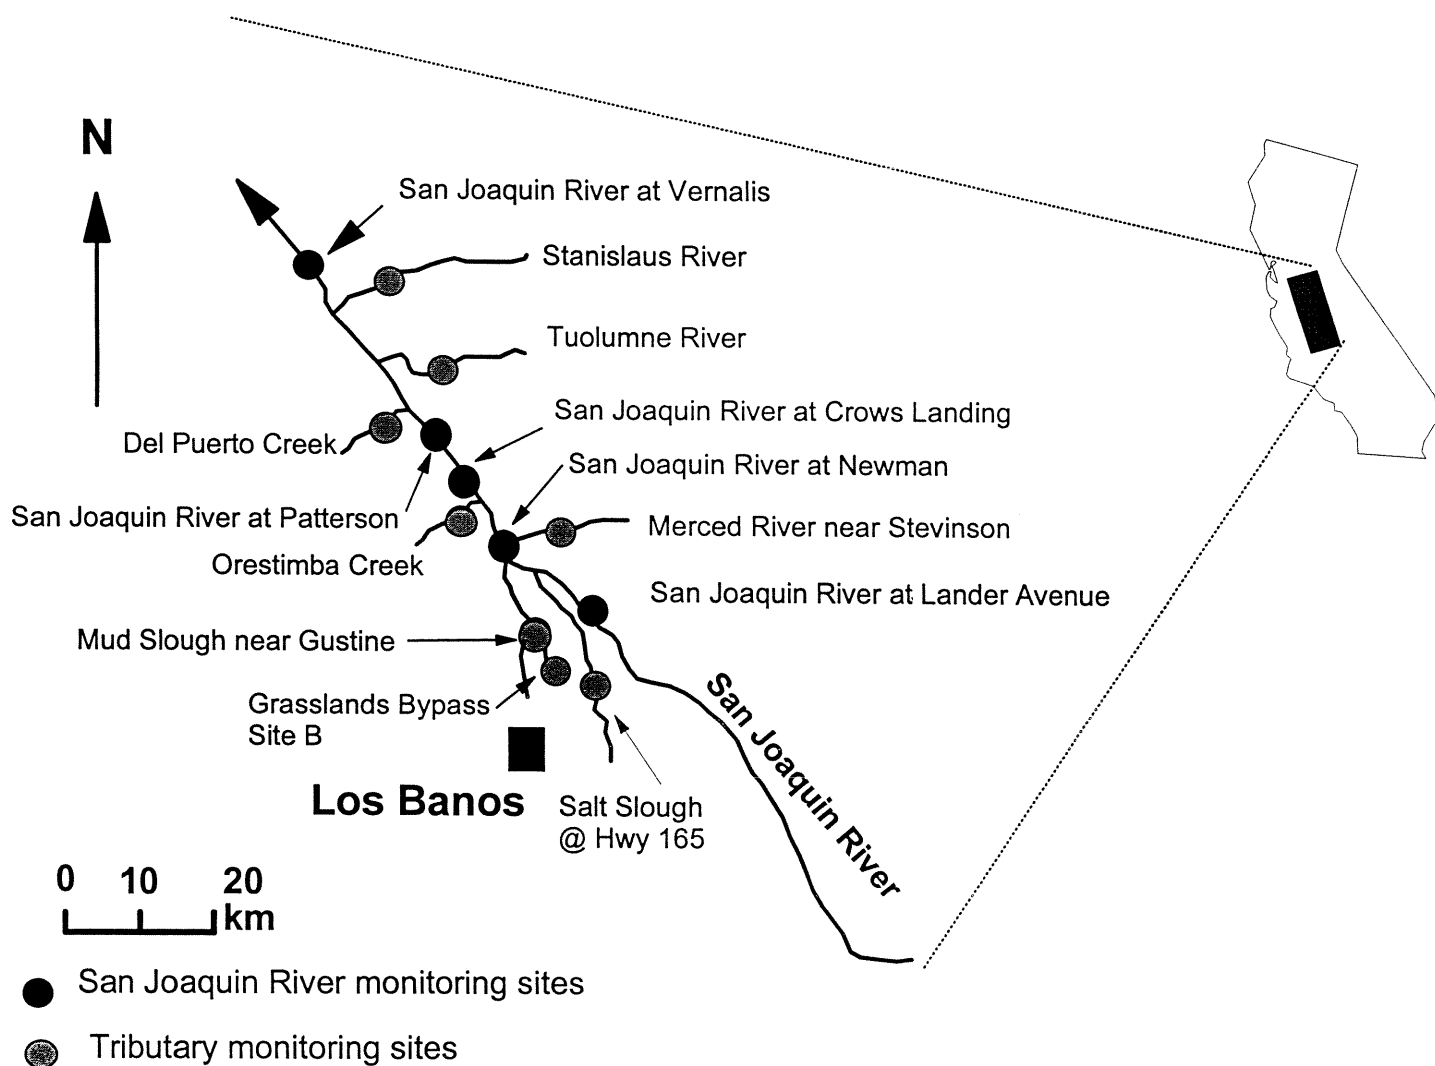 N
San Joaquin River at Vernalis
Stanislaus River
Tuolumne River
San Joaquin River at Crows Landing
Del Puerto Creek
San Joaquin River at Newman
San Joaquin River at Patterson
Merced River near Stevinson
Orestimba Creek
San Joaquin River at Lander Avenue
Mud Slough near Gustine
Grasslands Bypass
Site B
San Joaquin River
Los Banos
Salt Slough
@ Hwy 165
0 10 20
km
San Joaquin River monitoring sites
Tributary monitoring sites